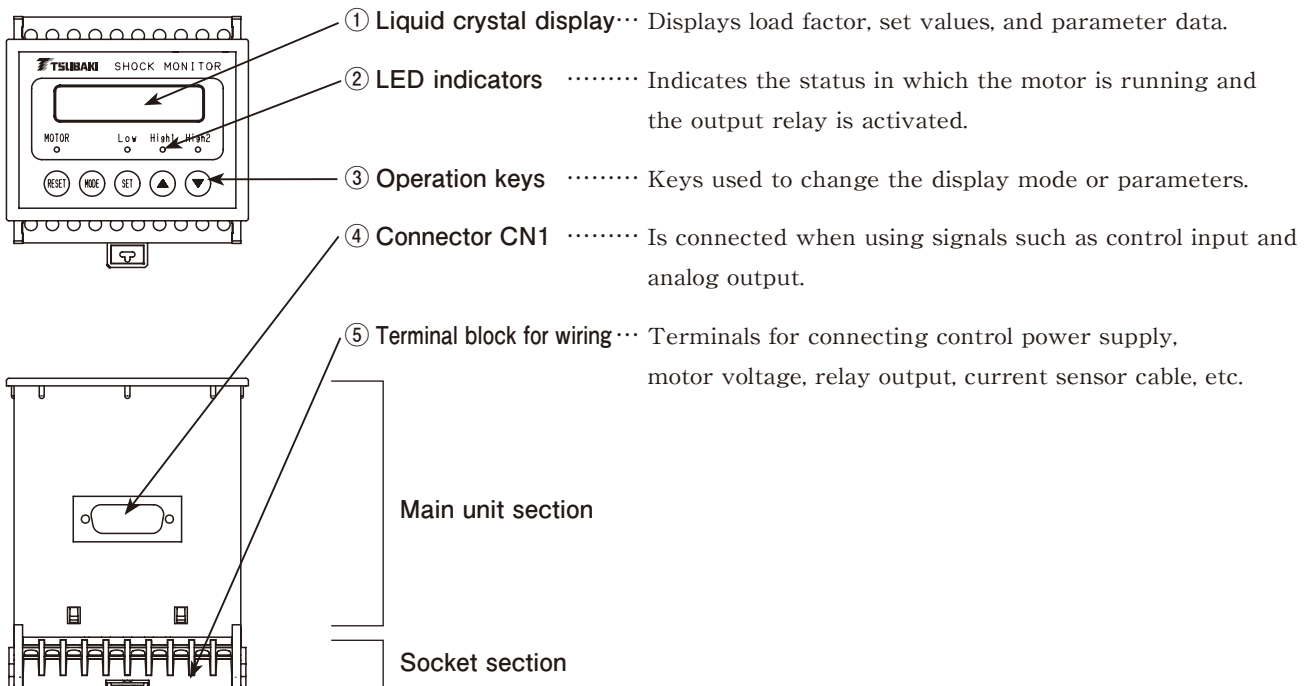 ① Liquid crystal display··· Displays load factor, set values, and parameter data.
TSUBAKI SHOCK MONITOR
② LED indicators ········· Indicates the status in which the motor is running and
the output relay is activated.
MOTOR Low High1 High2
RESET MODE SET ▲ ▼
③ Operation keys ········· Keys used to change the display mode or parameters.
④ Connector CN1 ········· Is connected when using signals such as control input and
analog output.
⑤ Terminal block for wiring··· Terminals for connecting control power supply,
motor voltage, relay output, current sensor cable, etc.
Main unit section
Socket section